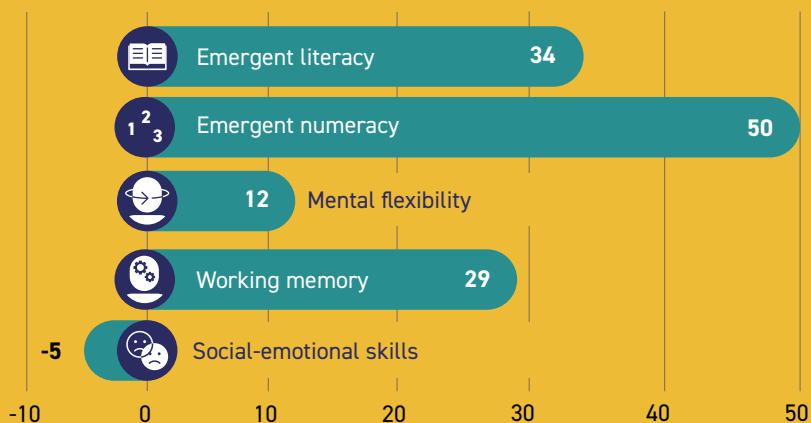 Emergent literacy 34
1 2 3 Emergent numeracy 50
12 Mental flexibility
Working memory 29
-5 Social-emotional skills
-10 0 10 20 30 40 50